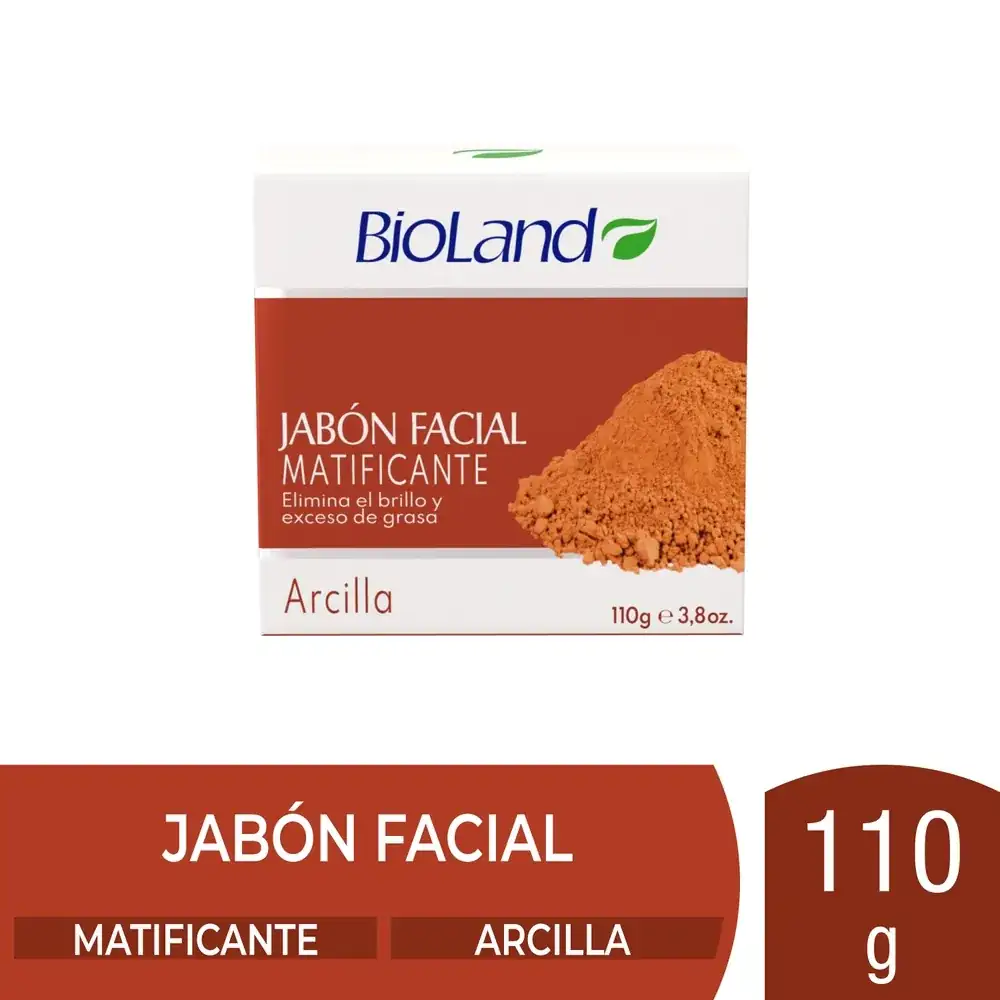 BioLand
JABÓN FACIAL
MATIFICANTE
Elimina el brillo y
exceso de grasa
Arcilla
110g ℮ 3,8oz.
JABÓN FACIAL
MATIFICANTE
ARCILLA
110
g